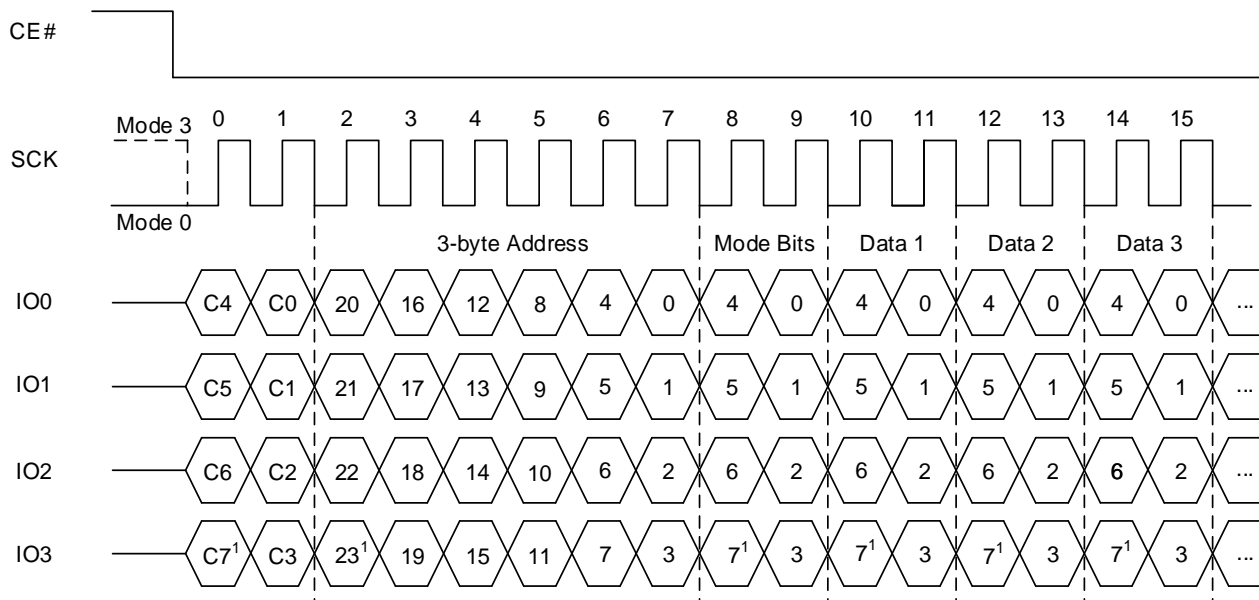 CE#
Mode 3 0 1 2 3 4 5 6 7 8 9 10 11 12 13 14 15
SCK
Mode 0
3-byte Address Mode Bits Data 1 Data 2 Data 3
IO0 C4 C0 20 16 12 8 4 0 4 0 4 0 4 0 4 0 ...
IO1 C5 C1 21 17 13 9 5 1 5 1 5 1 5 1 5 1 ...
IO2 C6 C2 22 18 14 10 6 2 6 2 6 2 6 2 6 2 ...
IO3 C7¹ C3 23¹ 19 15 11 7 3 7¹ 3 7¹ 3 7¹ 3 7¹ 3 ...